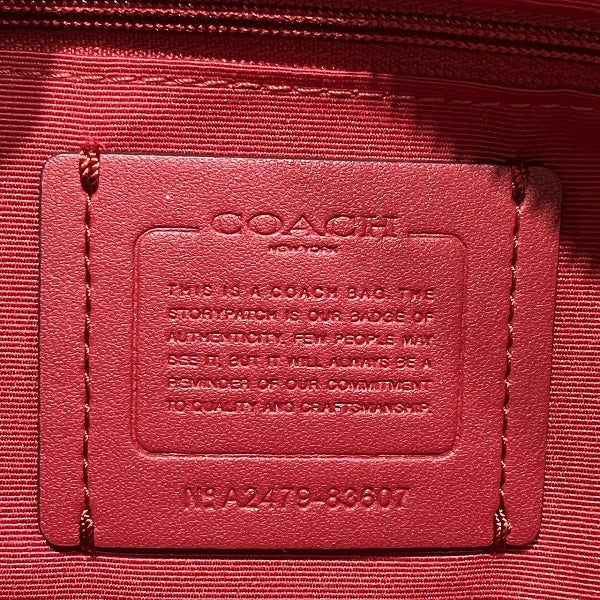 COACH
NEW YORK
THIS IS A COACH BAG. THE
STORYPATCH IS OUR BADGE OF
AUTHENTICITY. FEW PEOPLE MAY
SEE IT, BUT IT WILL ALWAYS BE A
REMINDER OF OUR COMMITMENT
TO QUALITY AND CRAFTSMANSHIP.
Nº.A2479-83607